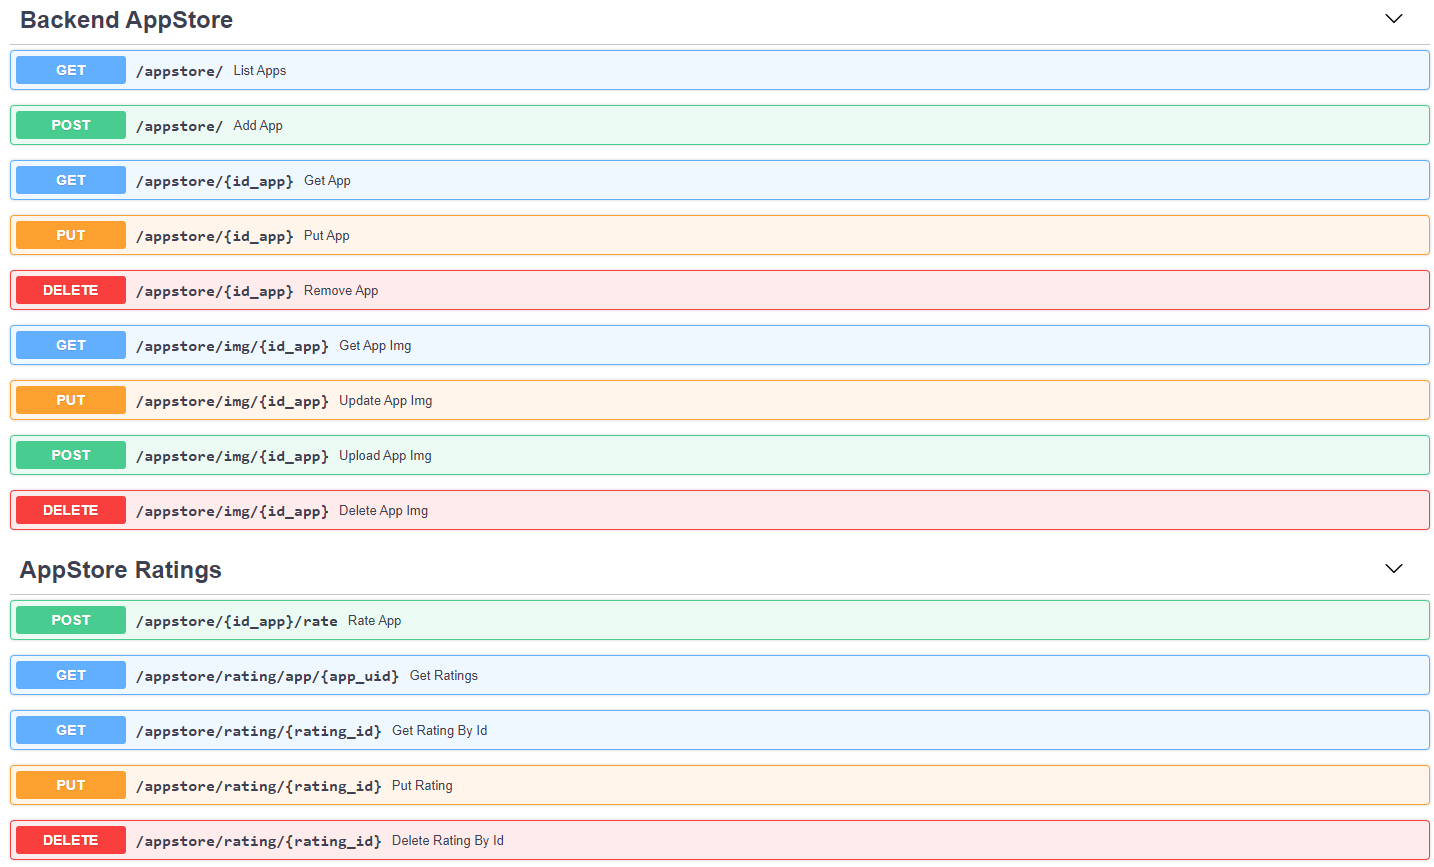 Backend AppStore
GET /appstore/ List Apps
POST /appstore/ Add App
GET /appstore/{id_app} Get App
PUT /appstore/{id_app} Put App
DELETE /appstore/{id_app} Remove App
GET /appstore/img/{id_app} Get App Img
PUT /appstore/img/{id_app} Update App Img
POST /appstore/img/{id_app} Upload App Img
DELETE /appstore/img/{id_app} Delete App Img
AppStore Ratings
POST /appstore/{id_app}/rate Rate App
GET /appstore/rating/app/{app_uid} Get Ratings
GET /appstore/rating/{rating_id} Get Rating By Id
PUT /appstore/rating/{rating_id} Put Rating
DELETE /appstore/rating/{rating_id} Delete Rating By Id